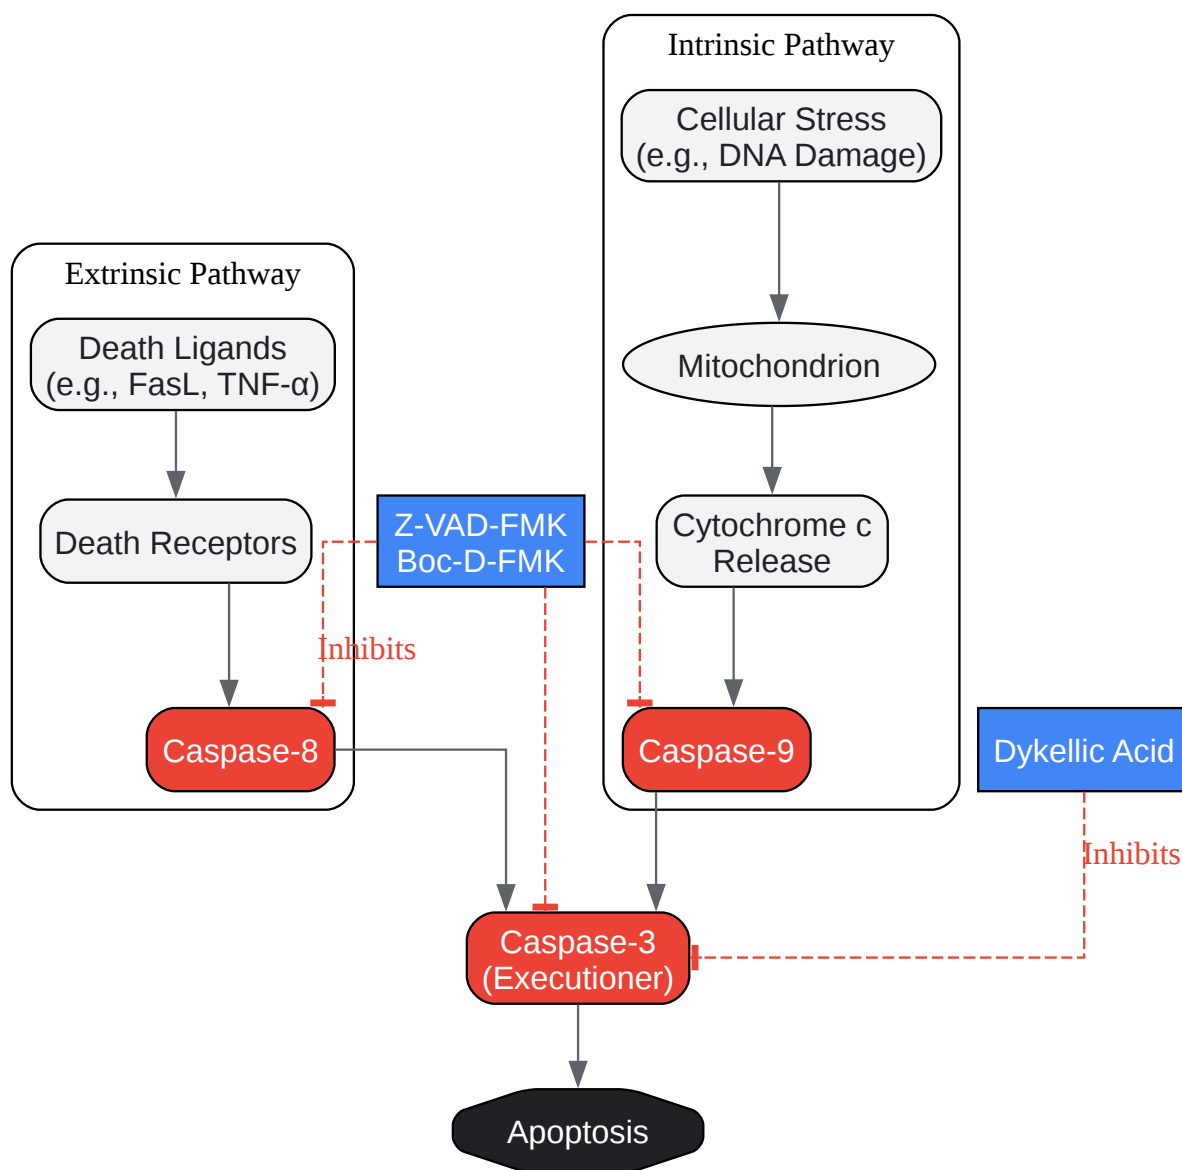 Intrinsic Pathway
Cellular Stress
(e.g., DNA Damage)
Extrinsic Pathway
Death Ligands
(e.g., FasL, TNF-α)
Mitochondrion
Death Receptors
Z-VAD-FMK
Boc-D-FMK
Cytochrome c
Release
Inhibits
Caspase-8
Caspase-9
Dykellic Acid
Inhibits
Caspase-3
(Executioner)
Apoptosis